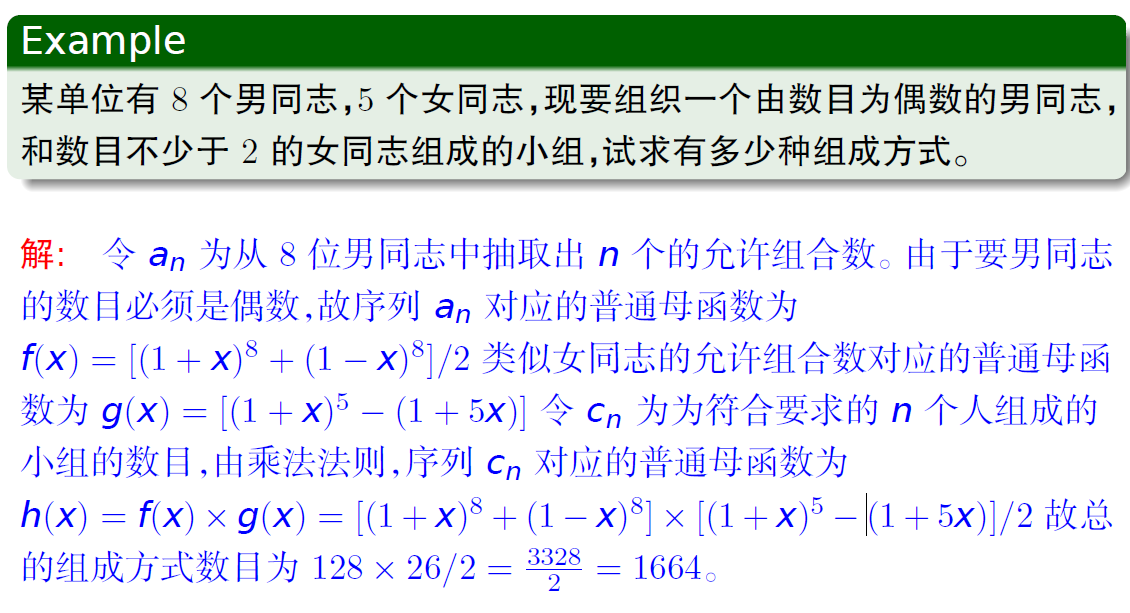 Example
某单位有 8 个男同志,5 个女同志,现要组织一个由数目为偶数的男同志,
和数目不少于 2 的女同志组成的小组,试求有多少种组成方式。
解: 令 aₙ 为从 8 位男同志中抽取出 n 个的允许组合数。由于要男同志
的数目必须是偶数,故序列 aₙ 对应的普通母函数为
f(x) = [(1 + x)⁸ + (1 − x)⁸]/2 类似女同志的允许组合数对应的普通母函
数为 g(x) = [(1 + x)⁵ − (1 + 5x)] 令 cₙ 为为符合要求的 n 个人组成的
小组的数目,由乘法法则,序列 cₙ 对应的普通母函数为
h(x) = f(x) × g(x) = [(1 + x)⁸ + (1 − x)⁸] × [(1 + x)⁵ − (1 + 5x)]/2 故总
的组成方式数目为 128 × 26/2 = 3328/2 = 1664。